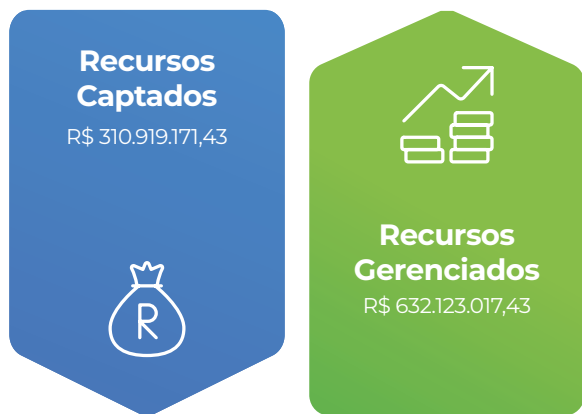 Recursos
Captados
R$ 310.919.171,43
R
Recursos
Gerenciados
R$ 632.123.017,43